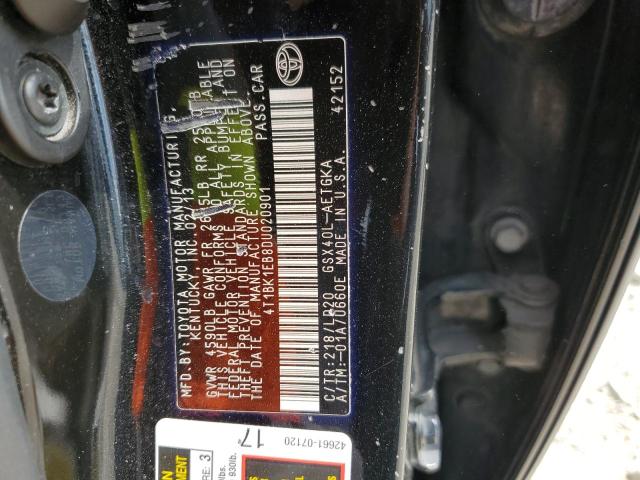 MFD.BY:TOYOTA MOTOR MANUFACTURING,
KENTUCKY, INC. 02/13
GVWR 4590LB GAWR FR 2615LB RR
THIS VEHICLE CONFORMS TO ALL APPLICABLE
FEDERAL MOTOR VEHICLE SAFETY, BUMPER, AND
THEFT PREVENTION STANDARDS IN EFFECT ON
THE DATE OF MANUFACTURE SHOWN ABOVE.
4T1BK1EB8DU020901 PASS.CAR
C/TR:218/LB20 GSX40L-AETGKA
A/TM:-01A/U660E MADE IN U.S.A. 42152
42661-07120
17
3
930lb.